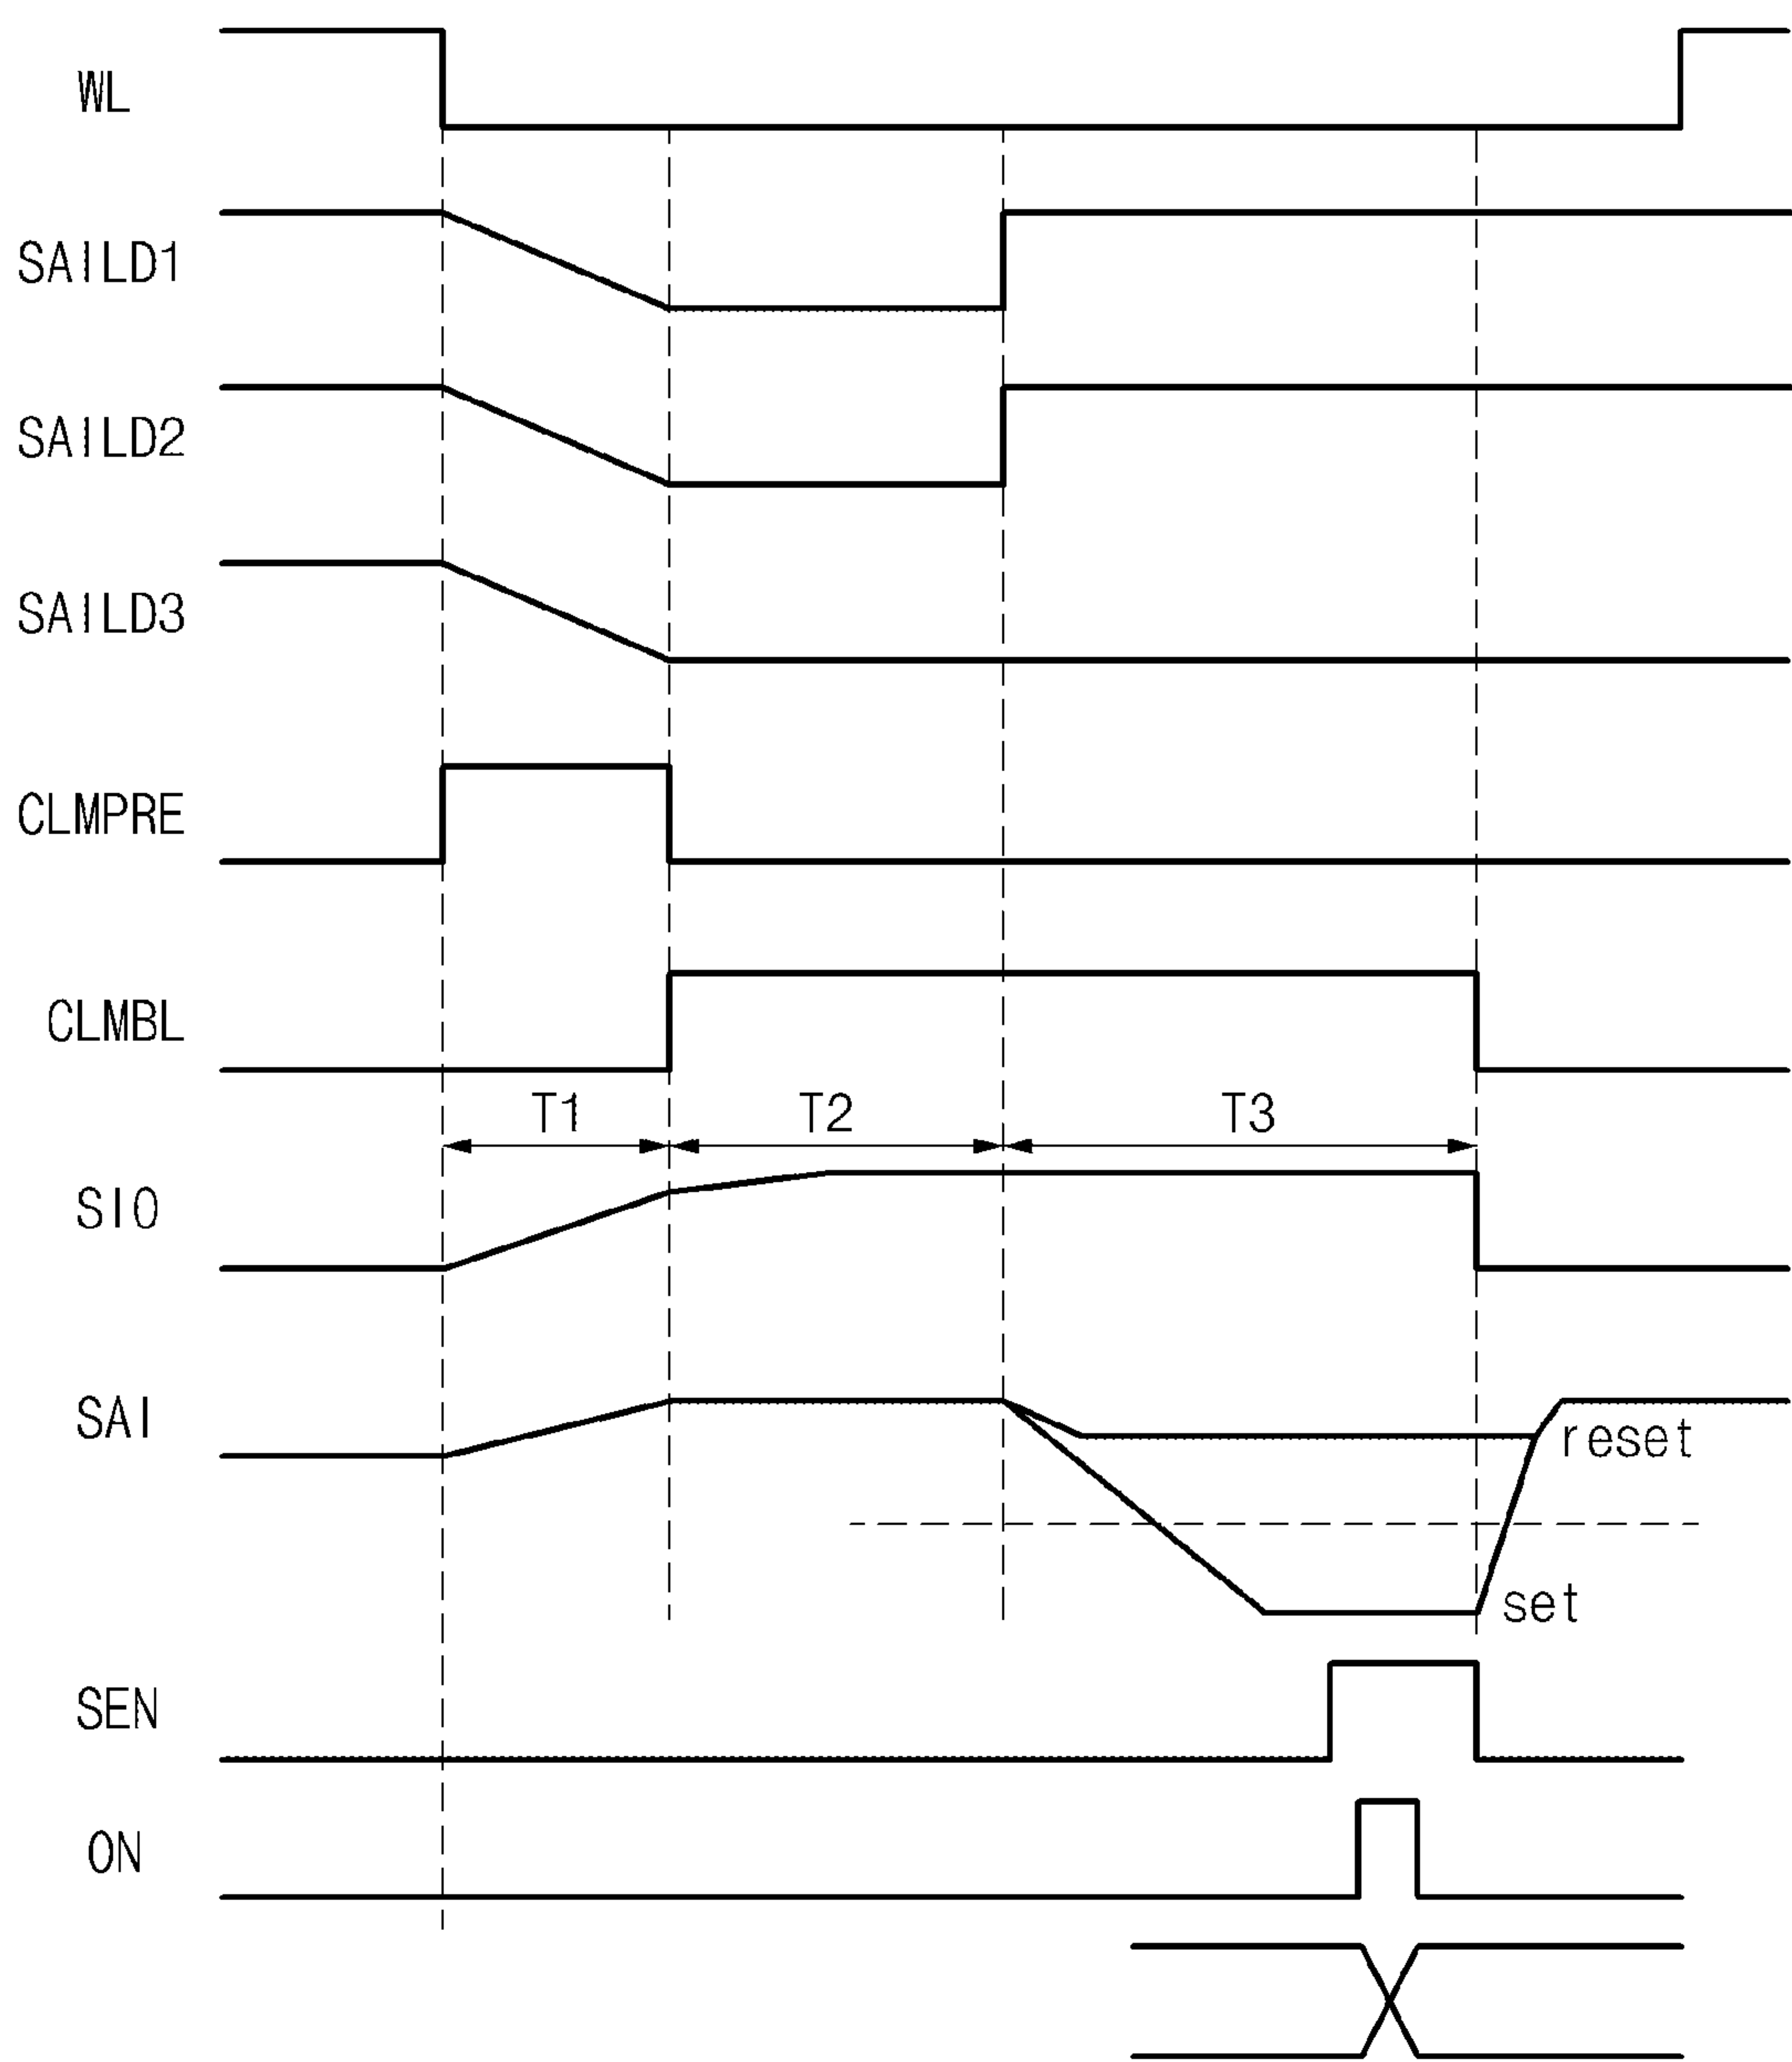 WL
SAILD1
SAILD2
SAILD3
CLMPRE
CLMBL
T1 T2 T3
SIO
SAI
reset
set
SEN
ON